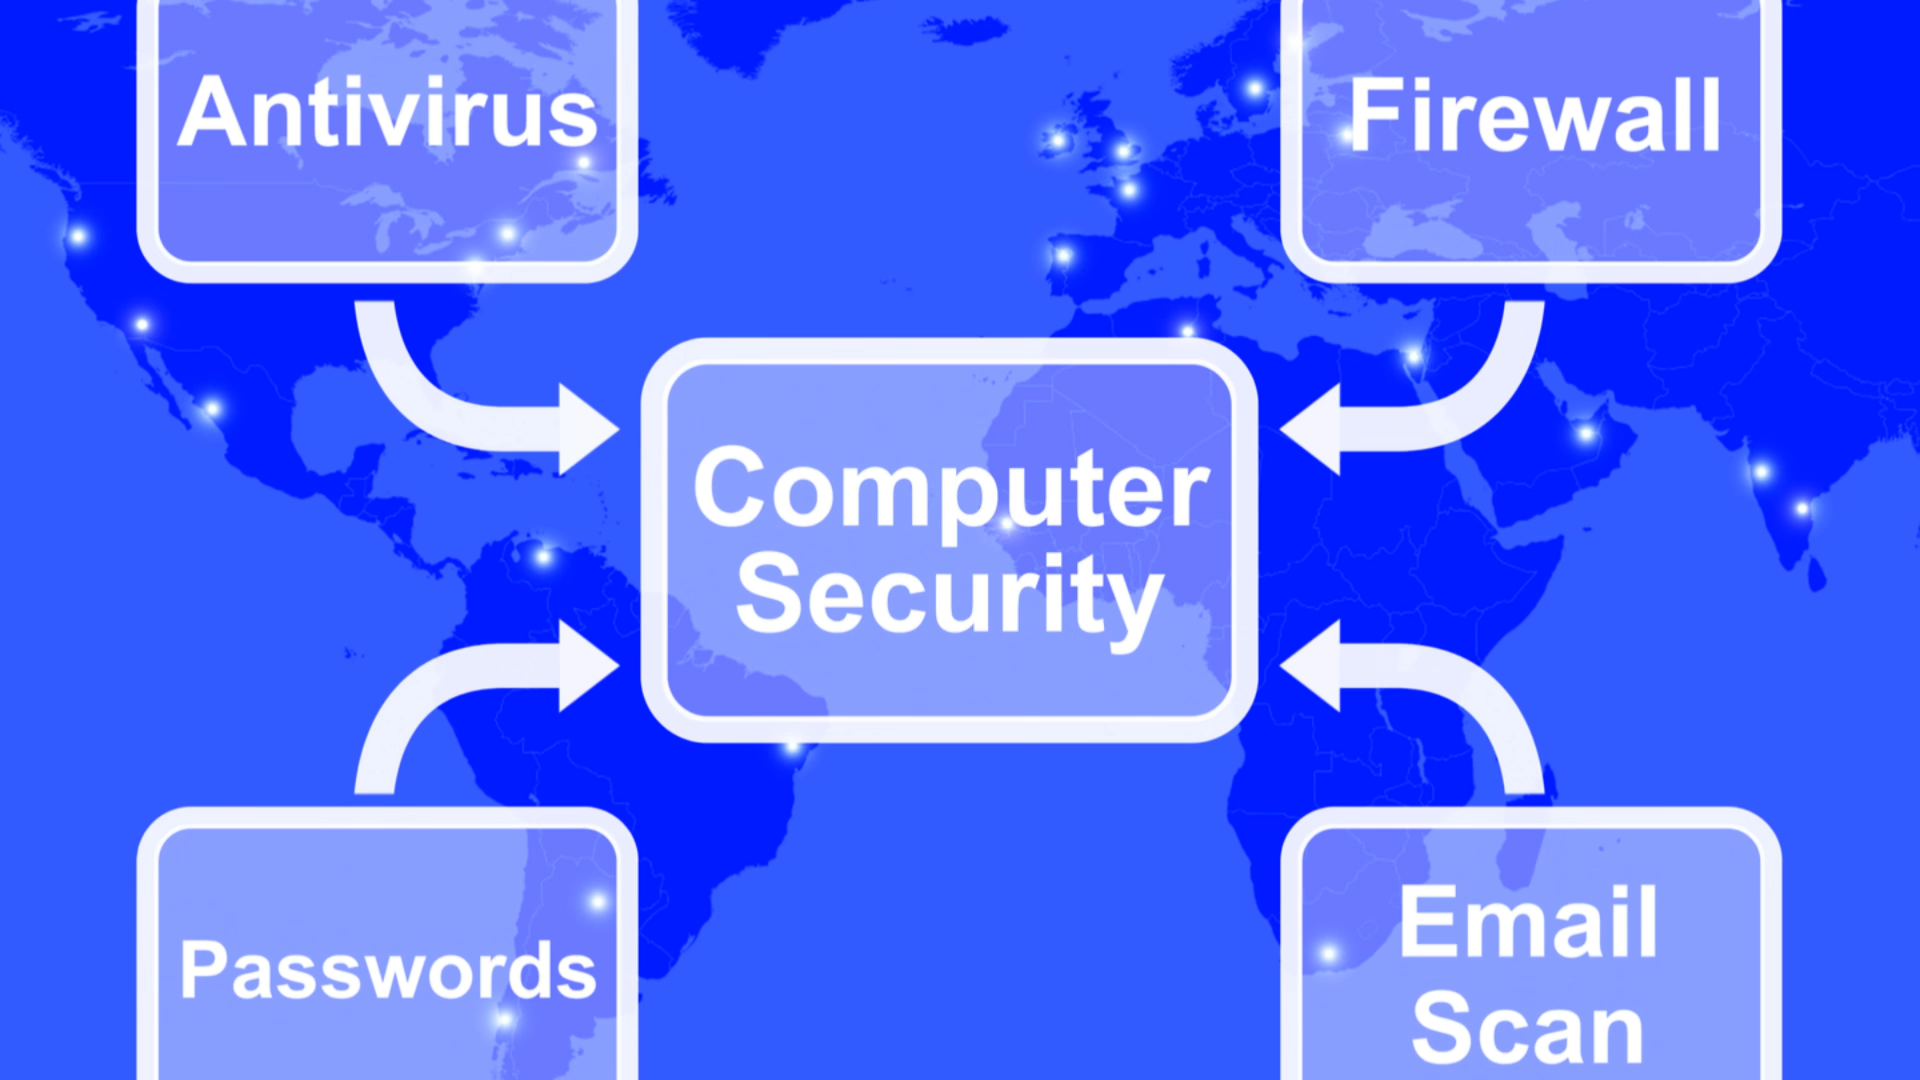 Antivirus
Firewall
Computer
Security
Passwords
Email
Scan